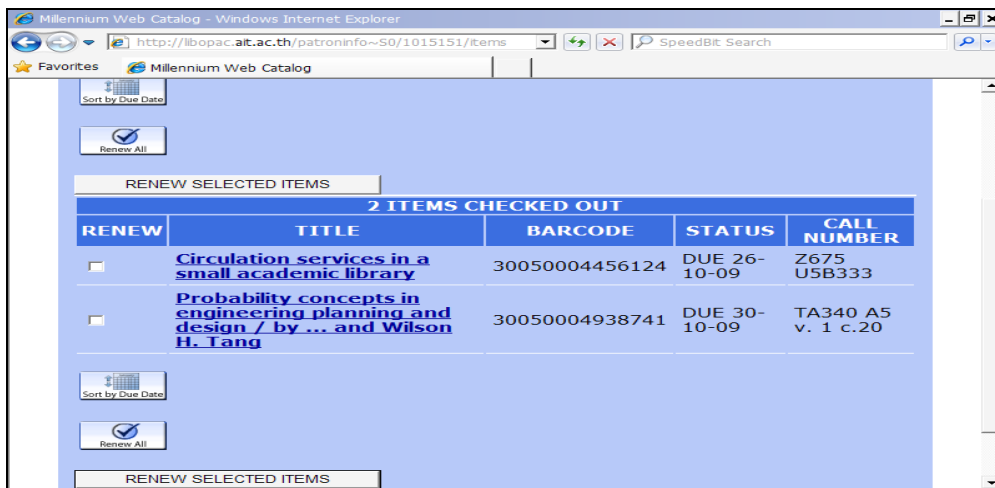 Millennium Web Catalog - Windows Internet Explorer
http://libopac.ait.ac.th/patroninfo~S0/1015151/items
SpeedBit Search
Favorites
Millennium Web Catalog
Sort by Due Date
Renew All
RENEW SELECTED ITEMS
2 ITEMS CHECKED OUT
RENEW TITLE BARCODE STATUS CALL NUMBER
Circulation services in a
small academic library
30050004456124
DUE 26-
10-09
Z675
U5B333
Probability concepts in
engineering planning and
design / by ... and Wilson
H. Tang
30050004938741
DUE 30-
10-09
TA340 A5
v. 1 c.20
Sort by Due Date
Renew All
RENEW SELECTED ITEMS